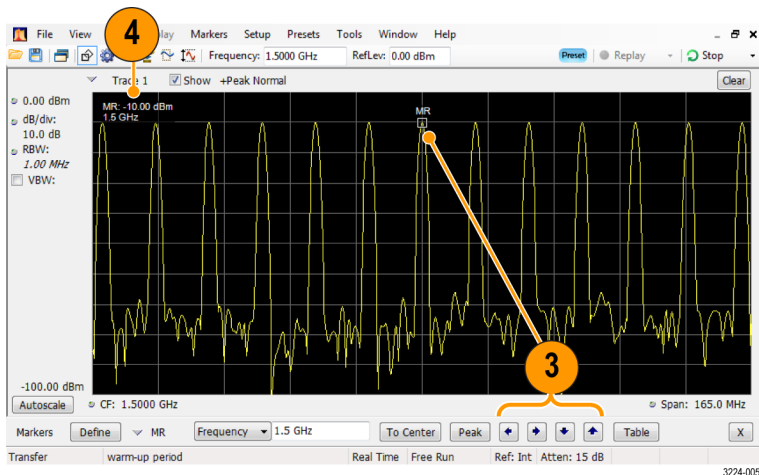 File View lay Markers Setup Presets Tools Window Help
4
Frequency: 1.5000 GHz RefLev: 0.00 dBm Preset Replay Stop
Trace 1 Show +Peak Normal Clear
0.00 dBm
dB/div:
10.0 dB
RBW:
1.00 MHz
VBW:
MR: -10.00 dBm
1.5 GHz
MR
3
-100.00 dBm
Autoscale CF: 1.5000 GHz Span: 165.0 MHz
Markers Define MR Frequency 1.5 GHz To Center Peak Table X
Transfer warm-up period Real Time Free Run Ref: Int Atten: 15 dB
3224-005